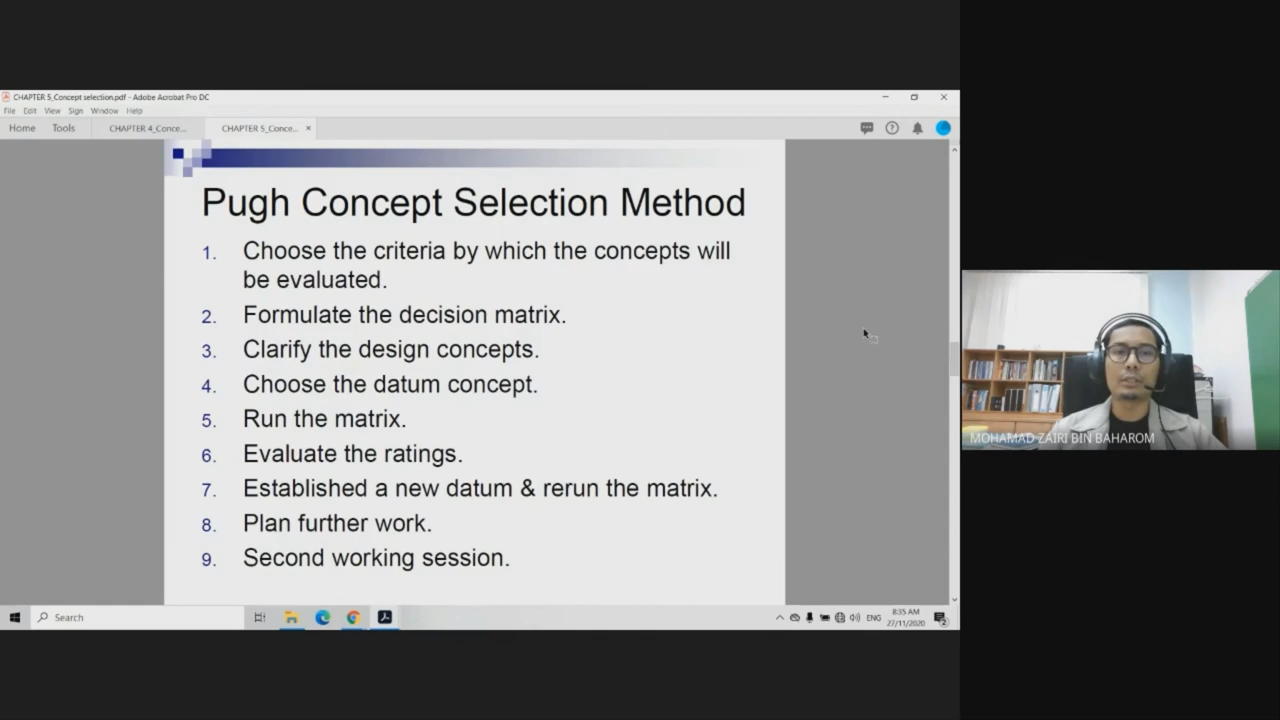 CHAPTER 5_Concept selection.pdf - Adobe Acrobat Pro DC
File Edit View Sign Window Help
Home Tools CHAPTER 4_Conce... CHAPTER 5_Conce... ×
Pugh Concept Selection Method
1. Choose the criteria by which the concepts will
be evaluated.
2. Formulate the decision matrix.
3. Clarify the design concepts.
4. Choose the datum concept.
5. Run the matrix.
6. Evaluate the ratings.
7. Established a new datum & rerun the matrix.
8. Plan further work.
9. Second working session.
MOHAMAD ZAIRI BIN BAHAROM
Search
ENG
8:35 AM
27/11/2020
2